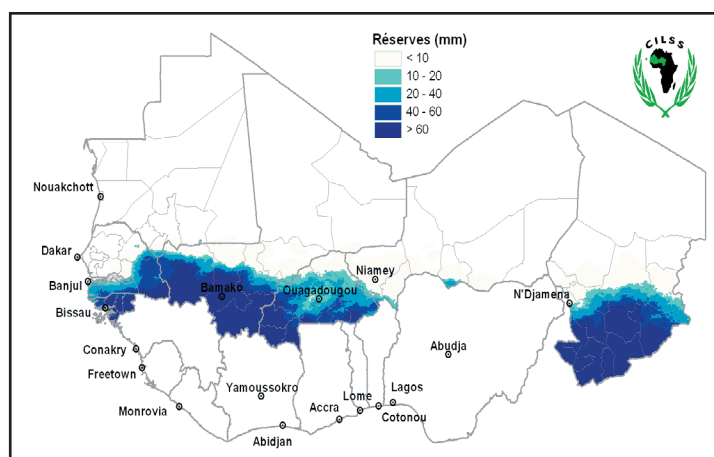 Réserves (mm)
< 10
10 - 20
20 - 40
40 - 60
> 60
CILSS
Nouakchott
Dakar
Banjul
Bissau
Bamako
Ouagadougou
Niamey
N'Djamena
Conakry
Freetown
Monrovia
Yamoussokro
Abidjan
Accra
Lome
Cotonou
Lagos
Abudja